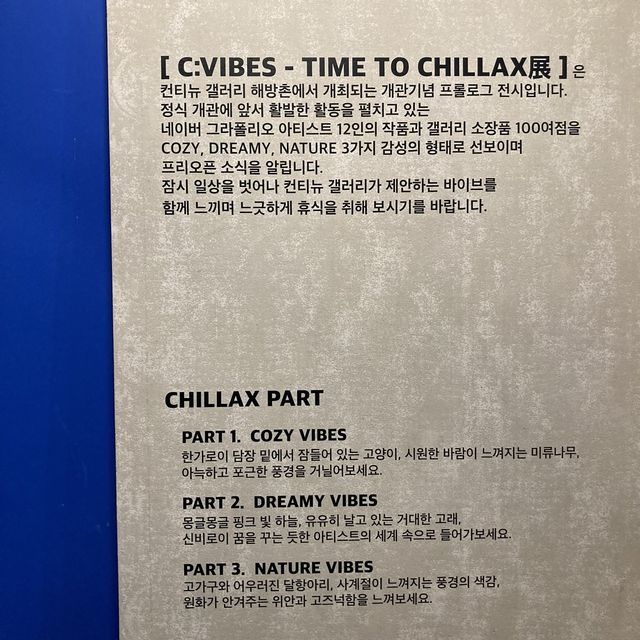 [ C:VIBES - TIME TO CHILLAX展 ]은
컨티뉴 갤러리 해방촌에서 개최되는 개관기념 프롤로그 전시입니다.
정식 개관에 앞서 활발한 활동을 펼치고 있는
네이버 그라폴리오 아티스트 12인의 작품과 갤러리 소장품 100여점을
COZY, DREAMY, NATURE 3가지 감성의 형태로 선보이며
프리오픈 소식을 알립니다.
잠시 일상을 벗어나 컨티뉴 갤러리가 제안하는 바이브를
함께 느끼며 느긋하게 휴식을 취해 보시기를 바랍니다.
CHILLAX PART
PART 1. COZY VIBES
한가로이 담장 밑에서 잠들어 있는 고양이, 시원한 바람이 느껴지는 미류나무,
아늑하고 포근한 풍경을 거닐어보세요.
PART 2. DREAMY VIBES
몽글몽글 핑크 빛 하늘, 유유히 날고 있는 거대한 고래,
신비로이 꿈을 꾸는 듯한 아티스트의 세계 속으로 들어가보세요.
PART 3. NATURE VIBES
고가구와 어우러진 달항아리, 사계절이 느껴지는 풍경의 색감,
원화가 안겨주는 위안과 고즈넉함을 느껴보세요.